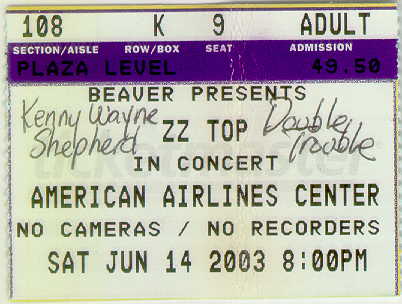 108 K 9 ADULT
SECTION/AISLE ROW/BOX SEAT ADMISSION
PLAZA LEVEL 49.50
BEAVER PRESENTS
Kenny Wayne Shepherd ZZ TOP Double Trouble
IN CONCERT
AMERICAN AIRLINES CENTER
NO CAMERAS / NO RECORDERS
SAT JUN 14 2003 8:00PM
ticketmaster